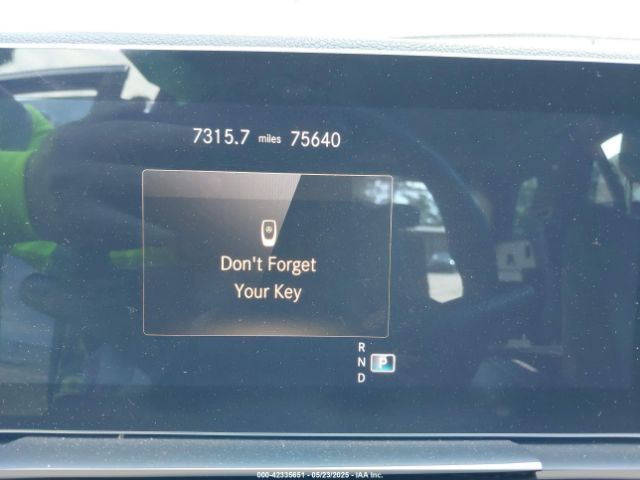 7315.7 miles 75640
Don't Forget
Your Key
R
N P
D
000-42335651 - 05/23/2025 - IAA Inc.